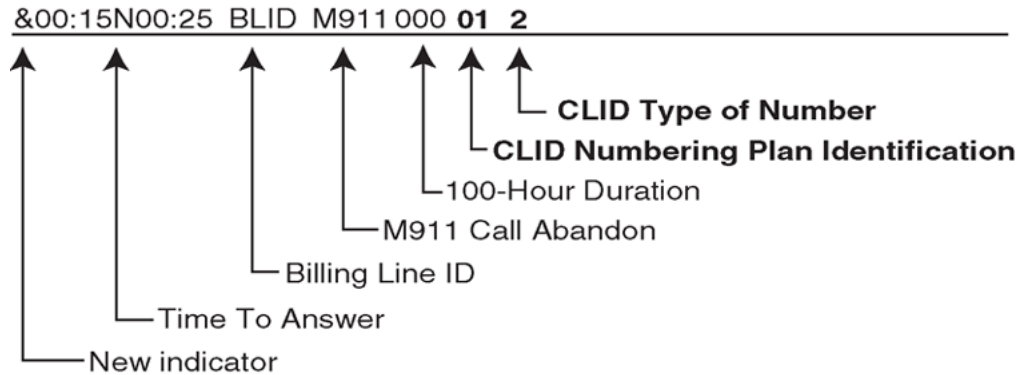 &00:15N00:25 BLID M911 000 01 2
CLID Type of Number
CLID Numbering Plan Identification
100-Hour Duration
M911 Call Abandon
Billing Line ID
Time To Answer
New indicator